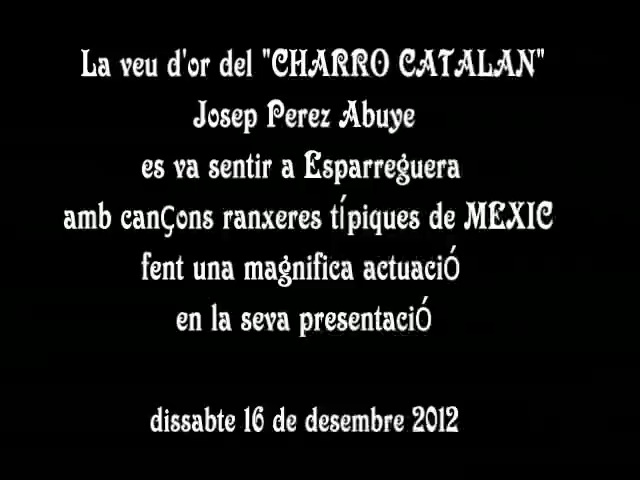 La veu d'or del "CHARRO CATALAN"
Josep Perez Abuye
es va sentir a Esparreguera
amb canÇons ranxeres tÍpiques de MEXIC
fent una magnifica actuaciÓ
en la seva presentaciÓ
dissabte 16 de desembre 2012